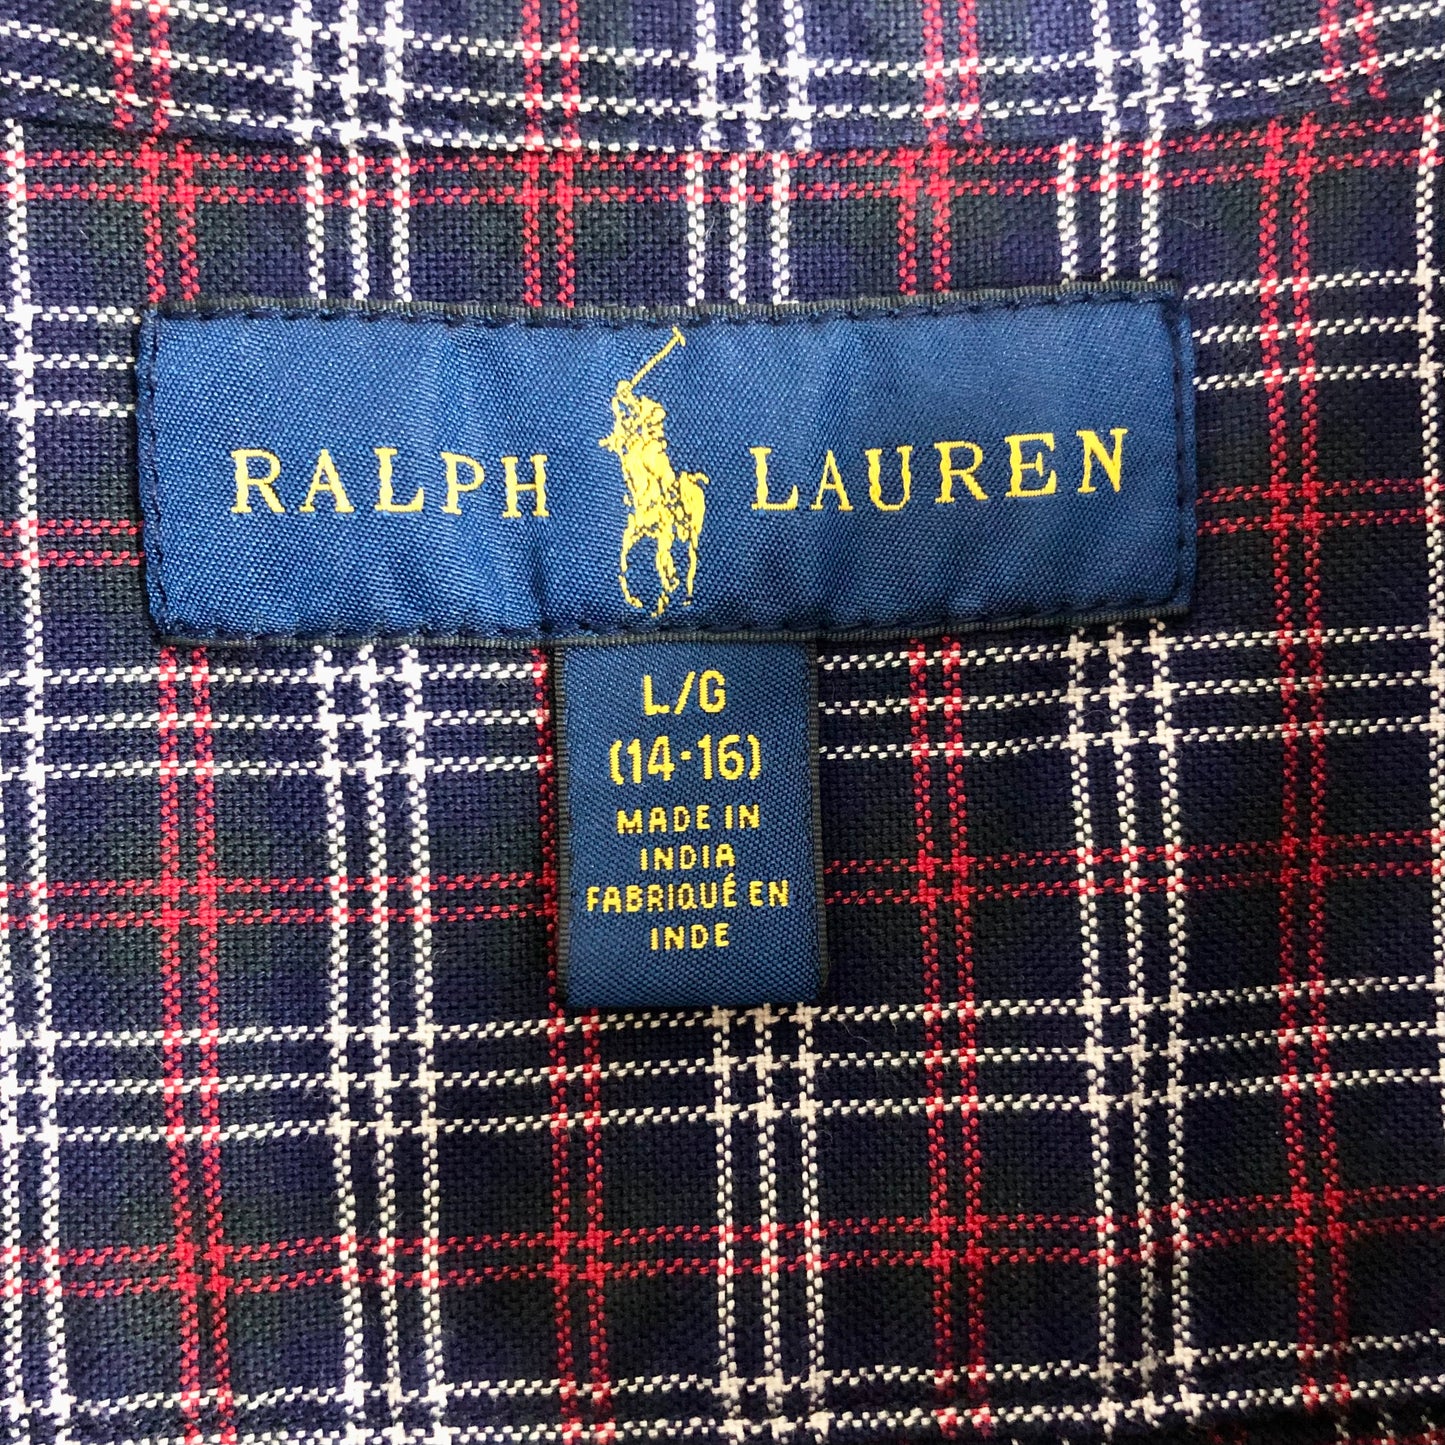 RALPH LAUREN
L/G
(14·16)
MADE IN
INDIA
FABRIQUÉ EN
INDE